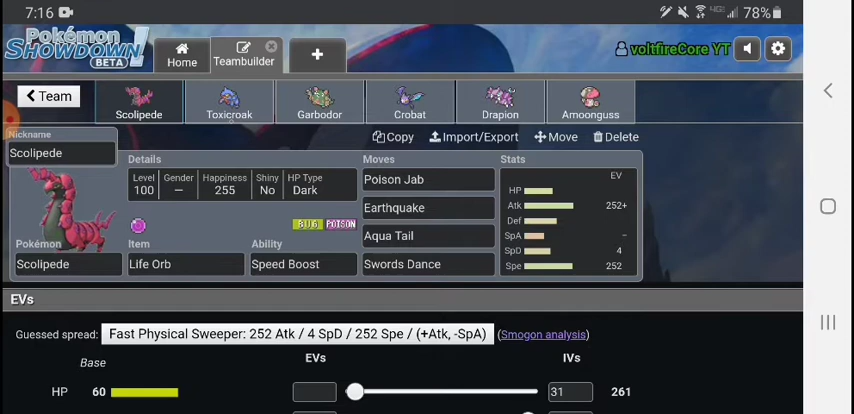 7:16
4G
78%
Pokémon
SHOWDOWN!
BETA
Home
Teambuilder
voltfireCore YT
Team
Scolipede
Toxicroak
Garbodor
Crobat
Drapion
Amoonguss
Copy
Import/Export
Move
Delete
Nickname
Scolipede
Details
Level
100
Gender
—
Happiness
255
Shiny
No
HP Type
Dark
BUG POISON
Pokémon
Scolipede
Item
Life Orb
Ability
Speed Boost
Moves
Poison Jab
Earthquake
Aqua Tail
Swords Dance
Stats
EV
HP
Atk 252+
Def
SpA –
SpD 4
Spe 252
EVs
Guessed spread: Fast Physical Sweeper: 252 Atk / 4 SpD / 252 Spe / (+Atk, -SpA) (Smogon analysis)
Base EVs IVs
HP 60 31 261